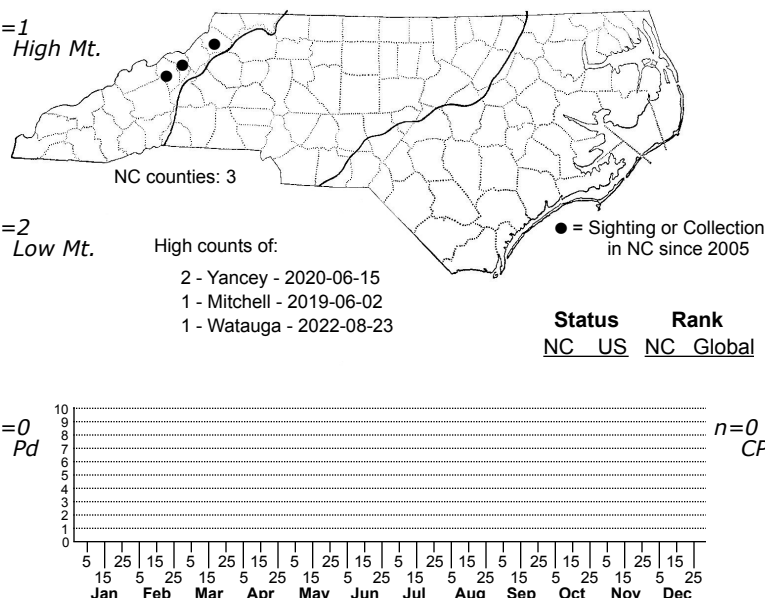 =1
High Mt.
NC counties: 3
=2
Low Mt.
High counts of:
2 - Yancey - 2020-06-15
1 - Mitchell - 2019-06-02
1 - Watauga - 2022-08-23
● = Sighting or Collection
in NC since 2005
Status Rank
NC US NC Global
=0
Pd
n=0
CP
10
9
8
7
6
5
4
3
2
1
0
5 25 15 5 25 15 5 25 15 5 25 15 5 25 15 5 25 15
15 5 25 15 5 25 15 5 25 15 5 25 15 5 25 15 5 25
Jan Feb Mar Apr May Jun Jul Aug Sep Oct Nov Dec